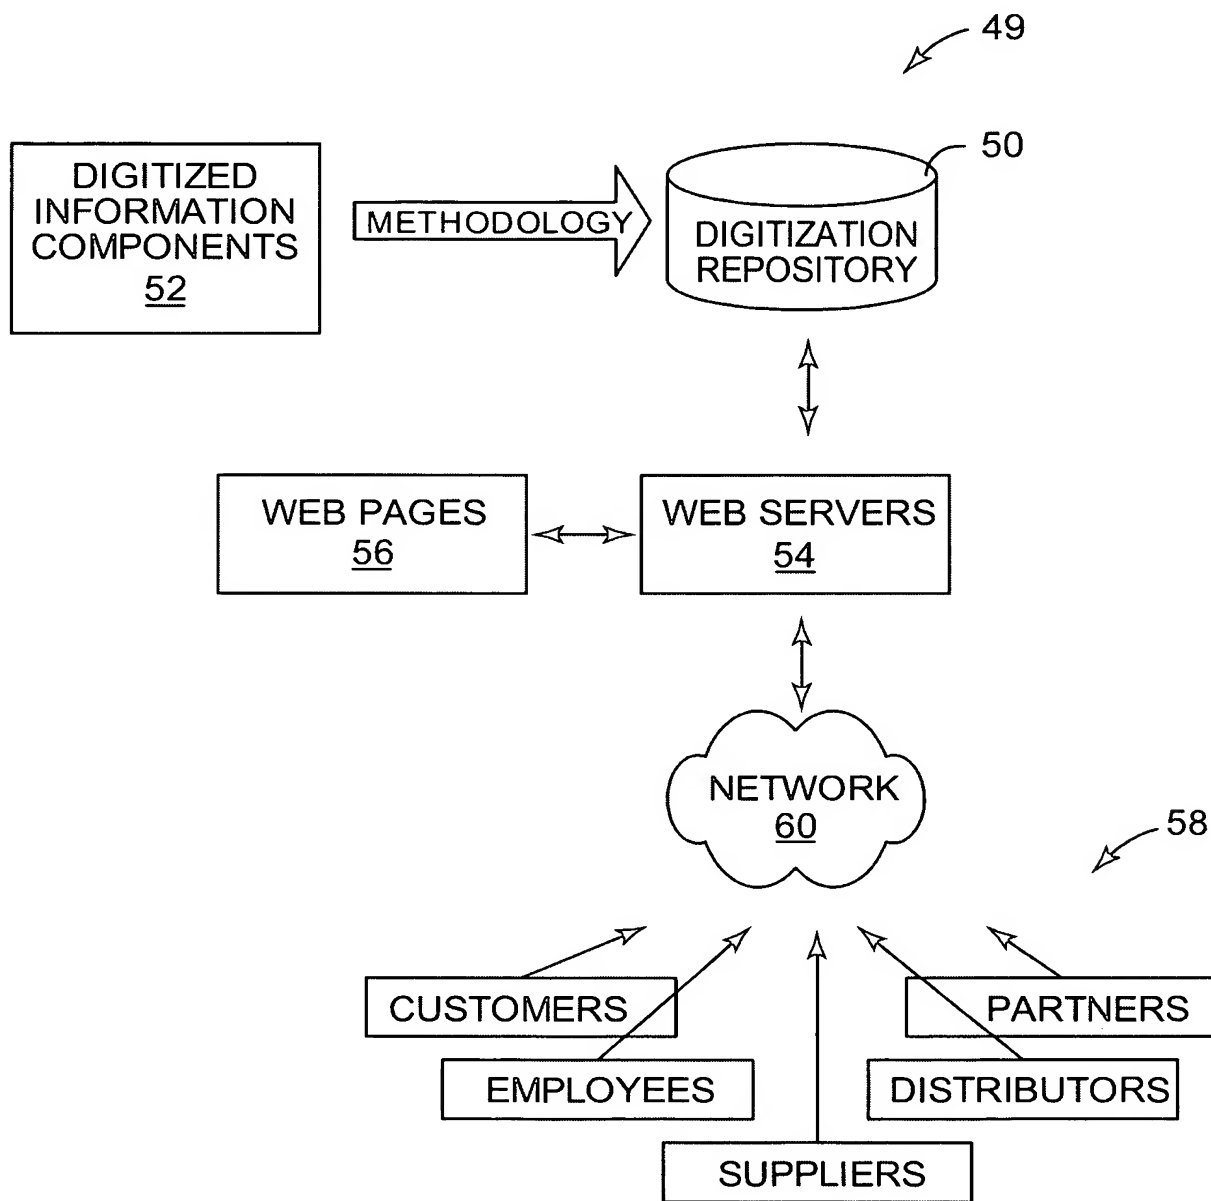 49
50
DIGITIZED
INFORMATION
COMPONENTS
52
METHODOLOGY
DIGITIZATION
REPOSITORY
WEB PAGES
56
WEB SERVERS
54
NETWORK
60
58
CUSTOMERS
PARTNERS
EMPLOYEES
DISTRIBUTORS
SUPPLIERS